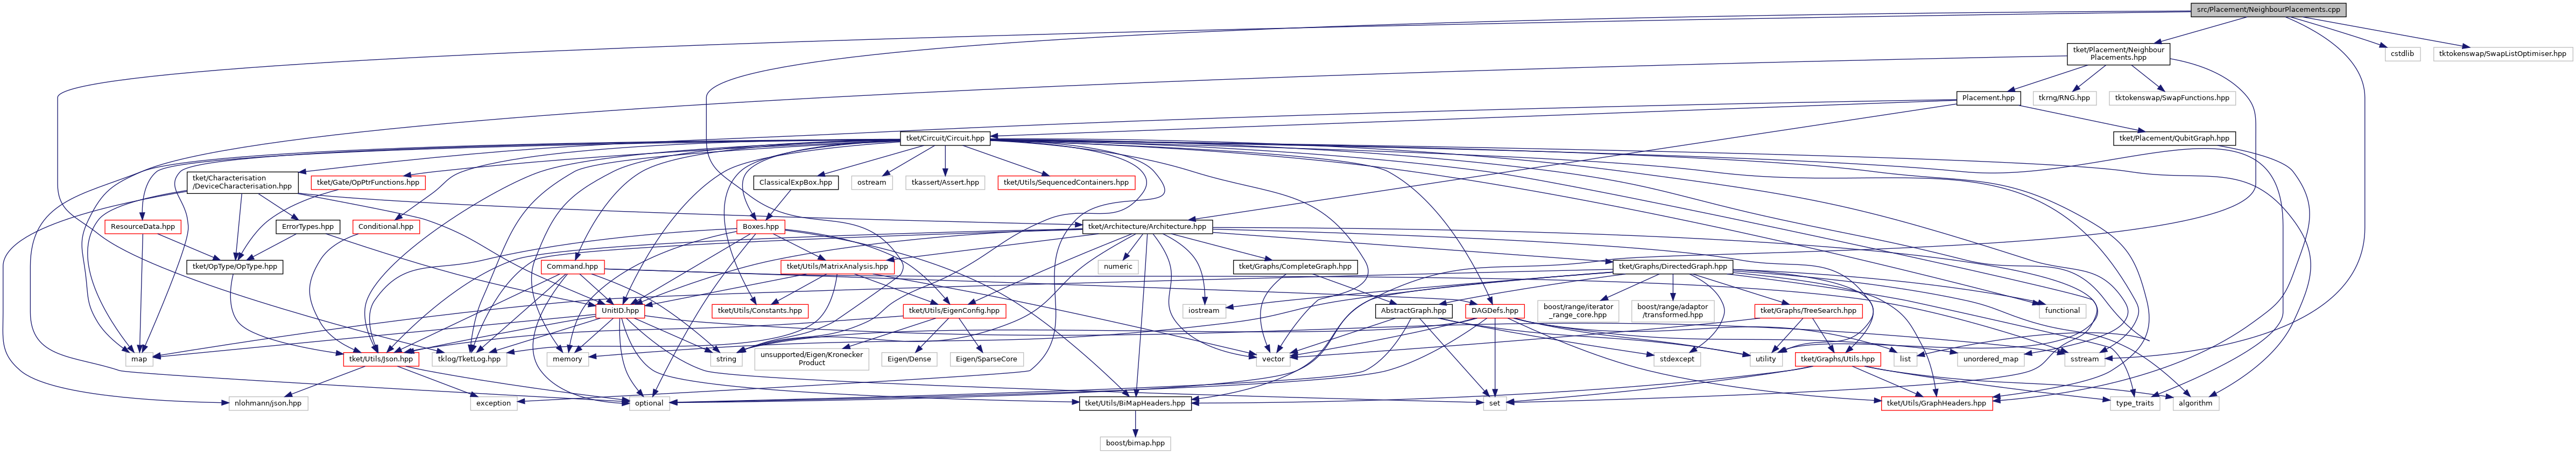 src/Placement/NeighbourPlacements.cpp
tket/Placement/Neighbour
Placements.hpp
cstdlib
tktokenswap/SwapListOptimiser.hpp
Placement.hpp
tkrng/RNG.hpp
tktokenswap/SwapFunctions.hpp
tket/Circuit/Circuit.hpp
tket/Placement/QubitGraph.hpp
tket/Characterisation
/DeviceCharacterisation.hpp
tket/Gate/OpPtrFunctions.hpp
ClassicalExpBox.hpp
ostream
tkassert/Assert.hpp
tket/Utils/SequencedContainers.hpp
ResourceData.hpp
ErrorTypes.hpp
Conditional.hpp
Boxes.hpp
tket/Architecture/Architecture.hpp
tket/OpType/OpType.hpp
Command.hpp
tket/Utils/MatrixAnalysis.hpp
numeric
tket/Graphs/CompleteGraph.hpp
tket/Graphs/DirectedGraph.hpp
UnitID.hpp
tket/Utils/Constants.hpp
tket/Utils/EigenConfig.hpp
iostream
AbstractGraph.hpp
DAGDefs.hpp
boost/range/iterator
_range_core.hpp
boost/range/adaptor
/transformed.hpp
tket/Graphs/TreeSearch.hpp
functional
map
tket/Utils/Json.hpp
tklog/TketLog.hpp
memory
string
unsupported/Eigen/Kronecker
Product
Eigen/Dense
Eigen/SparseCore
vector
stdexcept
utility
tket/Graphs/Utils.hpp
list
unordered_map
sstream
nlohmann/json.hpp
exception
optional
tket/Utils/BiMapHeaders.hpp
set
tket/Utils/GraphHeaders.hpp
type_traits
algorithm
boost/bimap.hpp